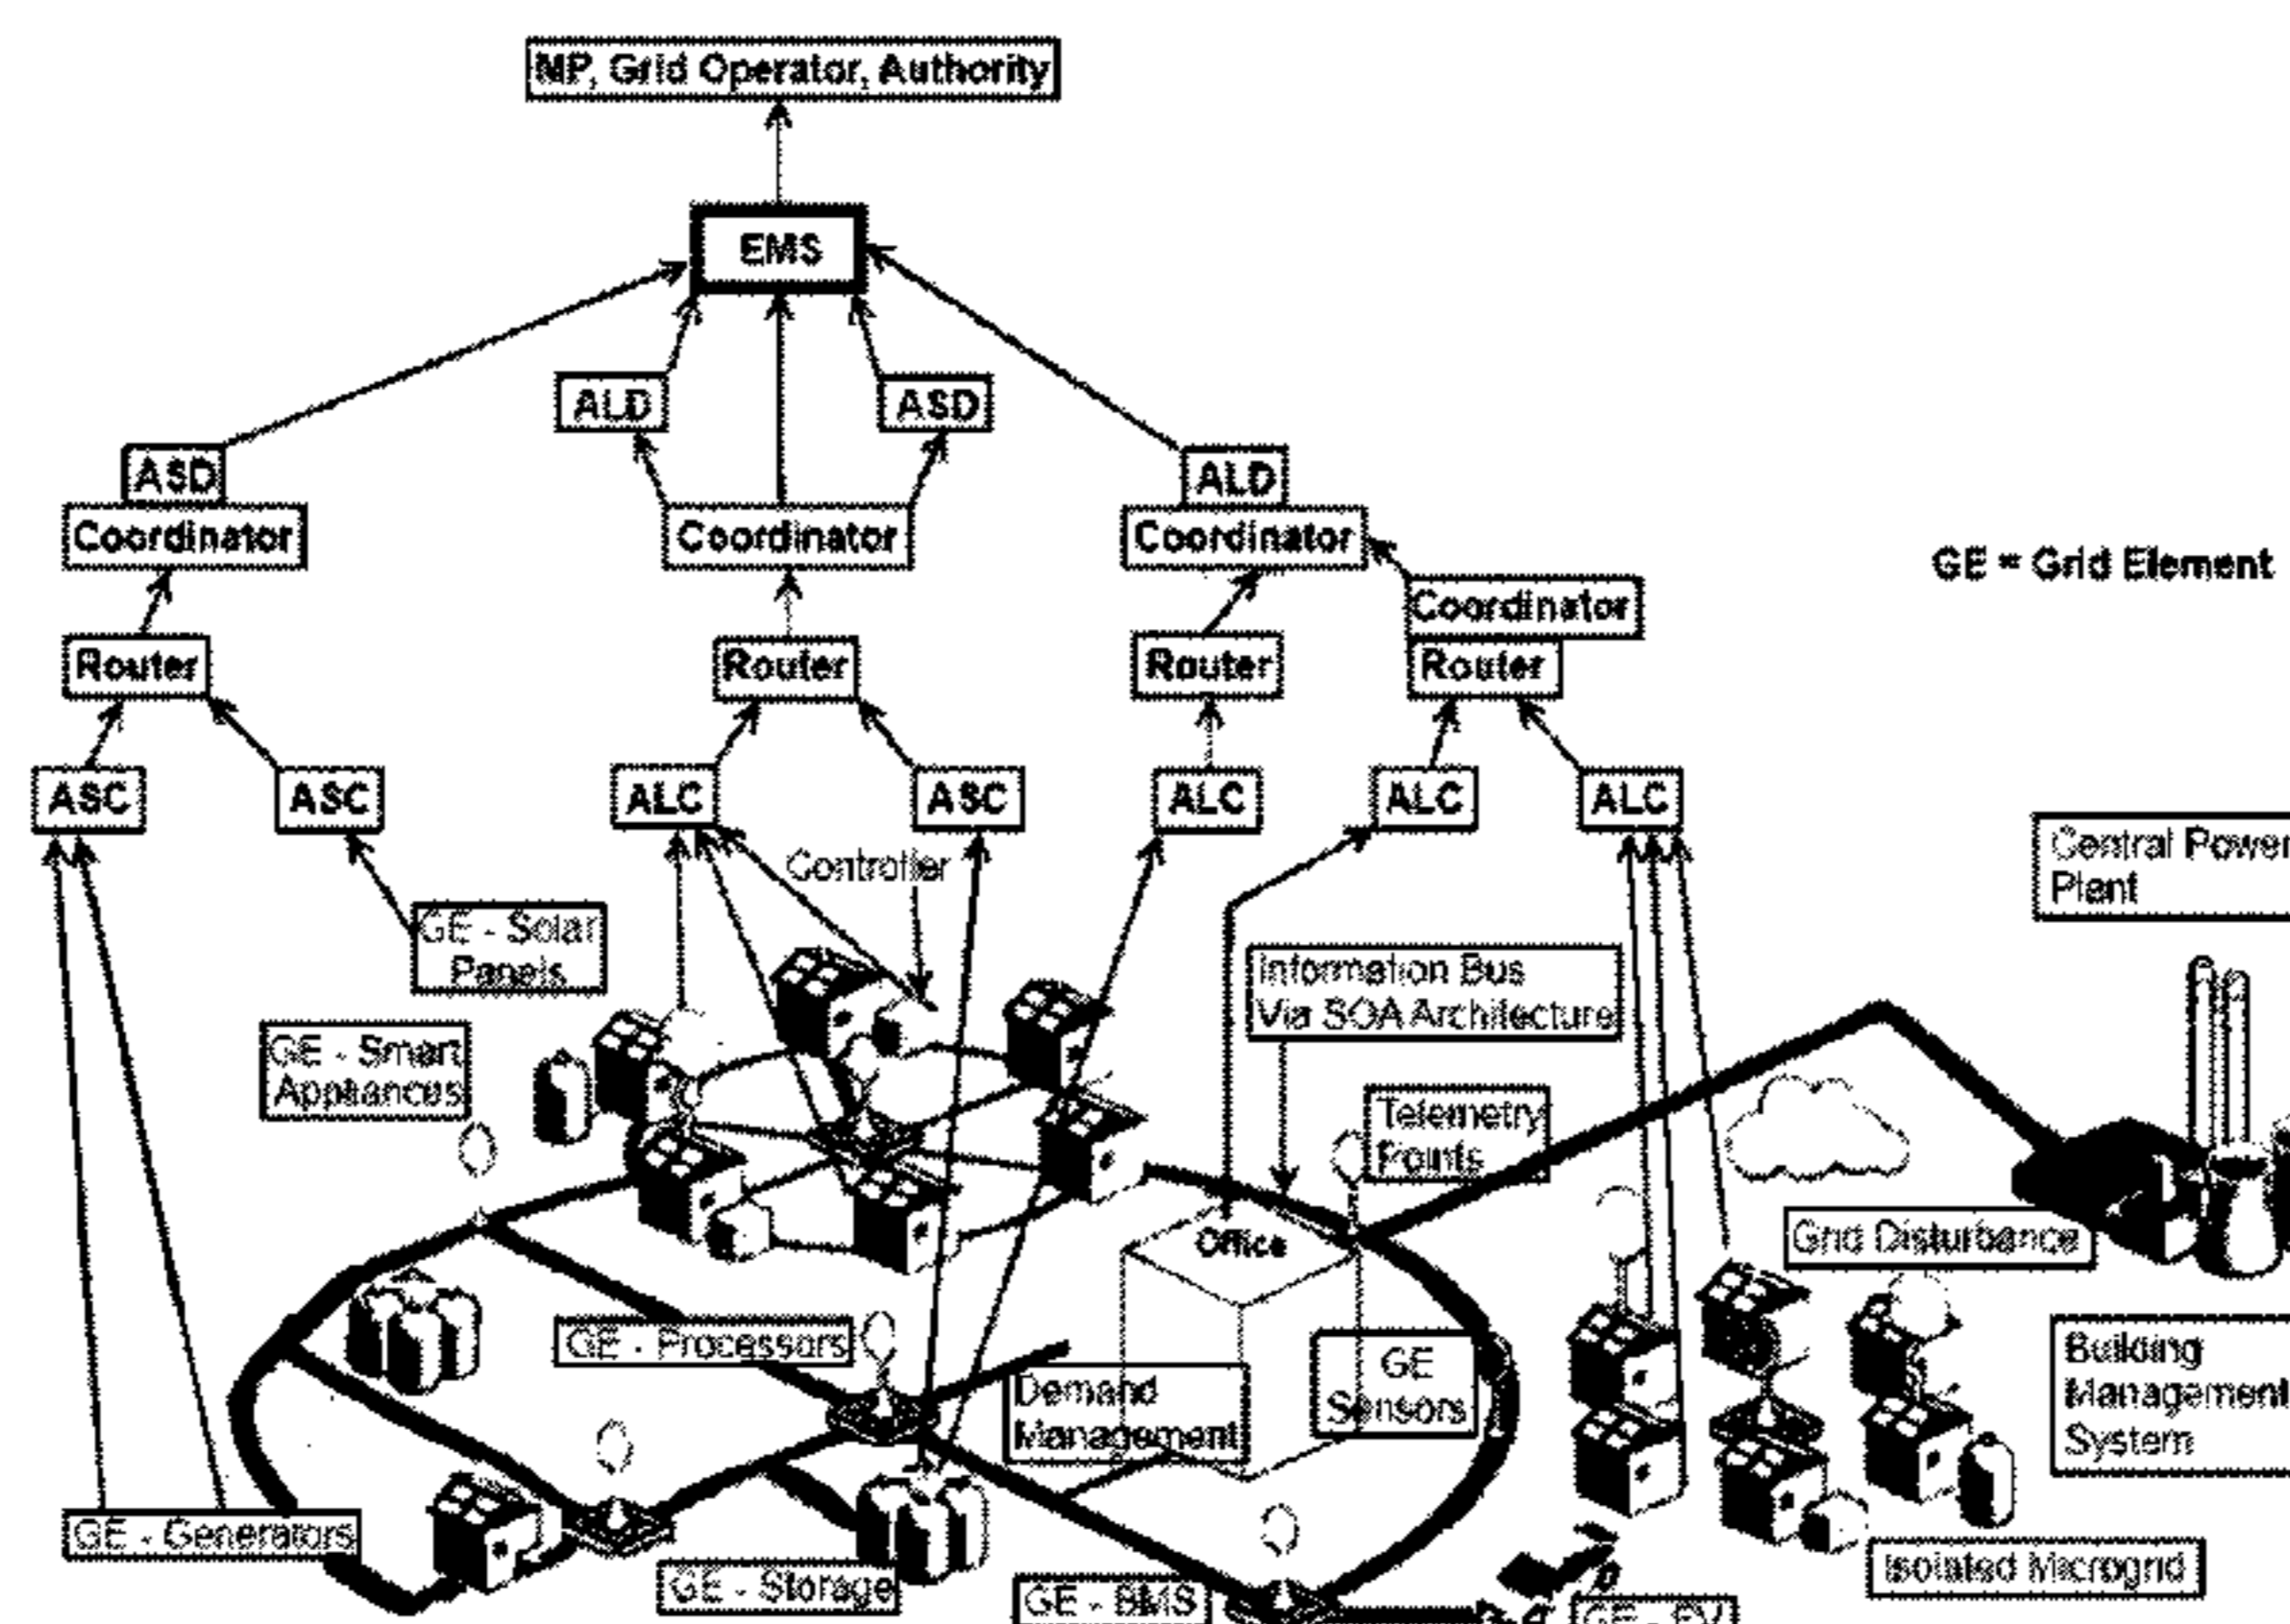 MP, Grid Operator, Authority
EMS
ALD
ASD
ASD
Coordinator
Coordinator
ALD
Coordinator
Coordinator
GE = Grid Element
Router
Router
Router
Router
ASC
ASC
ALC
ASC
ALC
ALC
ALC
Controller
Central Power
Plant
GE - Solar
Panels
Information Bus
Via SOA Architecture
GE - Smart
Appliances
Telemetry
Points
Office
Grid Disturbance
GE - Processors
GE
Sensors
Demand
Management
Building
Management
System
GE - Generators
GE - Storage
GE - BMS
GE - EV
Isolated Microgrid